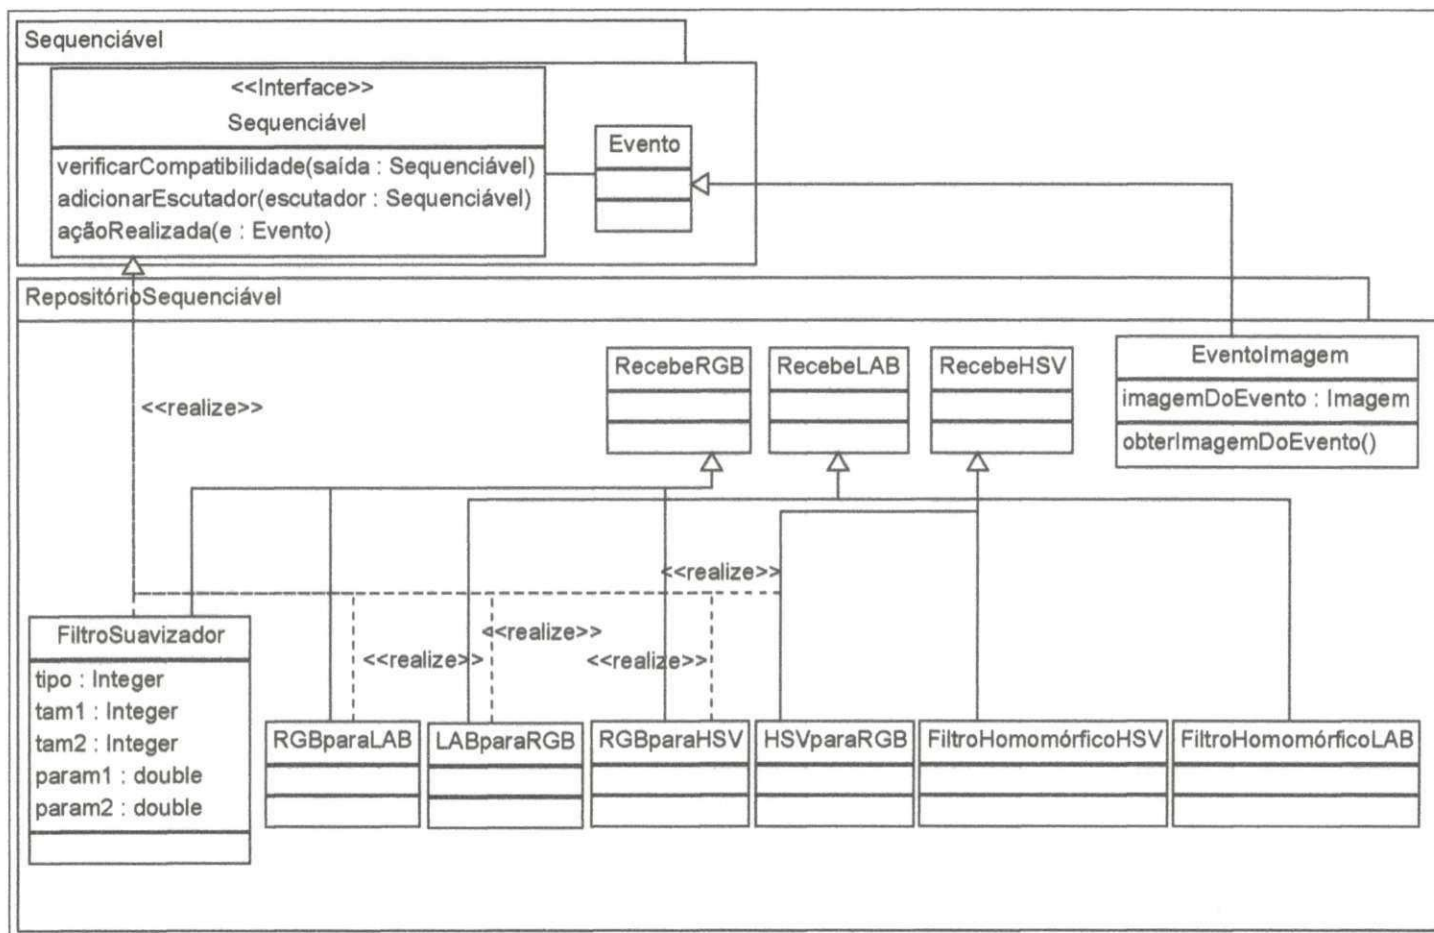 Sequenciável
<<Interface>>
Sequenciável
verificarCompatibilidade(saída : Sequenciável)
adicionarEscutador(escutador : Sequenciável)
açãoRealizada(e : Evento)
Evento
RepositórioSequenciável
<<realize>>
RecebeRGB
RecebeLAB
RecebeHSV
EventoImagem
imagemDoEvento : Imagem
obterImagemDoEvento()
<<realize>>
<<realize>>
<<realize>>
<<realize>>
FiltroSuavizador
tipo : Integer
tam1 : Integer
tam2 : Integer
param1 : double
param2 : double
RGBparaLAB
LABparaRGB
RGBparaHSV
HSVparaRGB
FiltroHomomórficoHSV
FiltroHomomórficoLAB